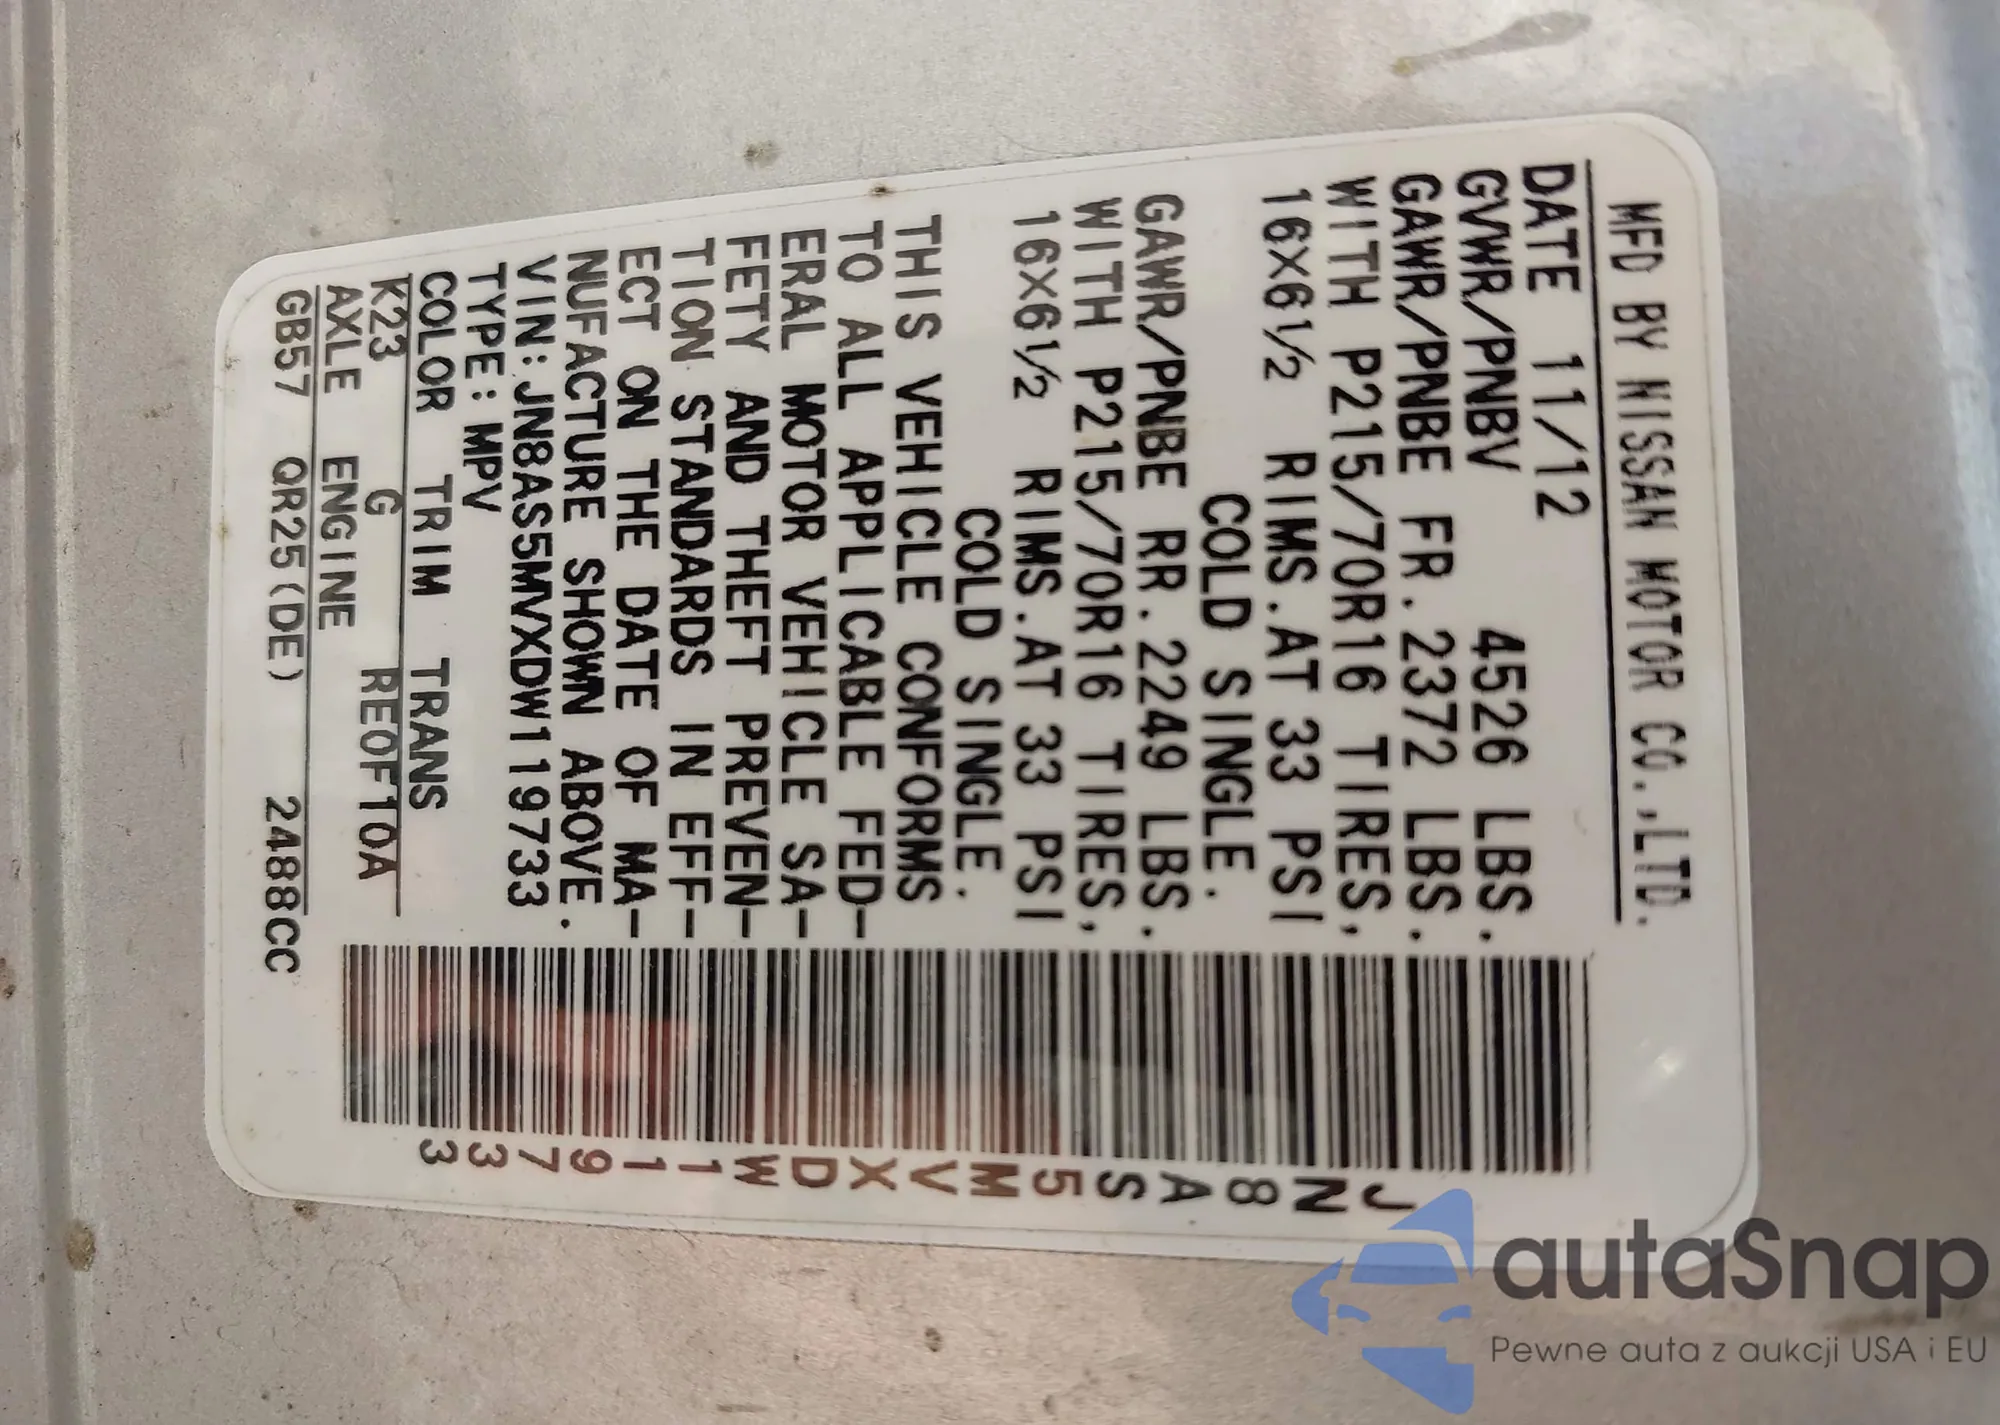 MFD BY NISSAN MOTOR CO.,LTD.
DATE 11/12
GVWR/PNBV 4526 LBS.
GAWR/PNBE FR. 2372 LBS.
WITH P215/70R16 TIRES,
16X6½ RIMS.AT 33 PSI
COLD SINGLE.
GAWR/PNBE RR. 2249 LBS.
WITH P215/70R16 TIRES,
16X6½ RIMS.AT 33 PSI
COLD SINGLE.
THIS VEHICLE CONFORMS
TO ALL APPLICABLE FED-
ERAL MOTOR VEHICLE SA-
FETY AND THEFT PREVEN-
TION STANDARDS IN EFF-
ECT ON THE DATE OF MA-
NUFACTURE SHOWN ABOVE.
VIN:JN8AS5MVXDW119733
TYPE:MPV
COLOR TRIM TRANS
K23 G RE0F10A
AXLE ENGINE
GB57 QR25(DE) 2488CC
JN8AS5MVXDW119733
autaSnap
Pewne auta z aukcji USA i EU